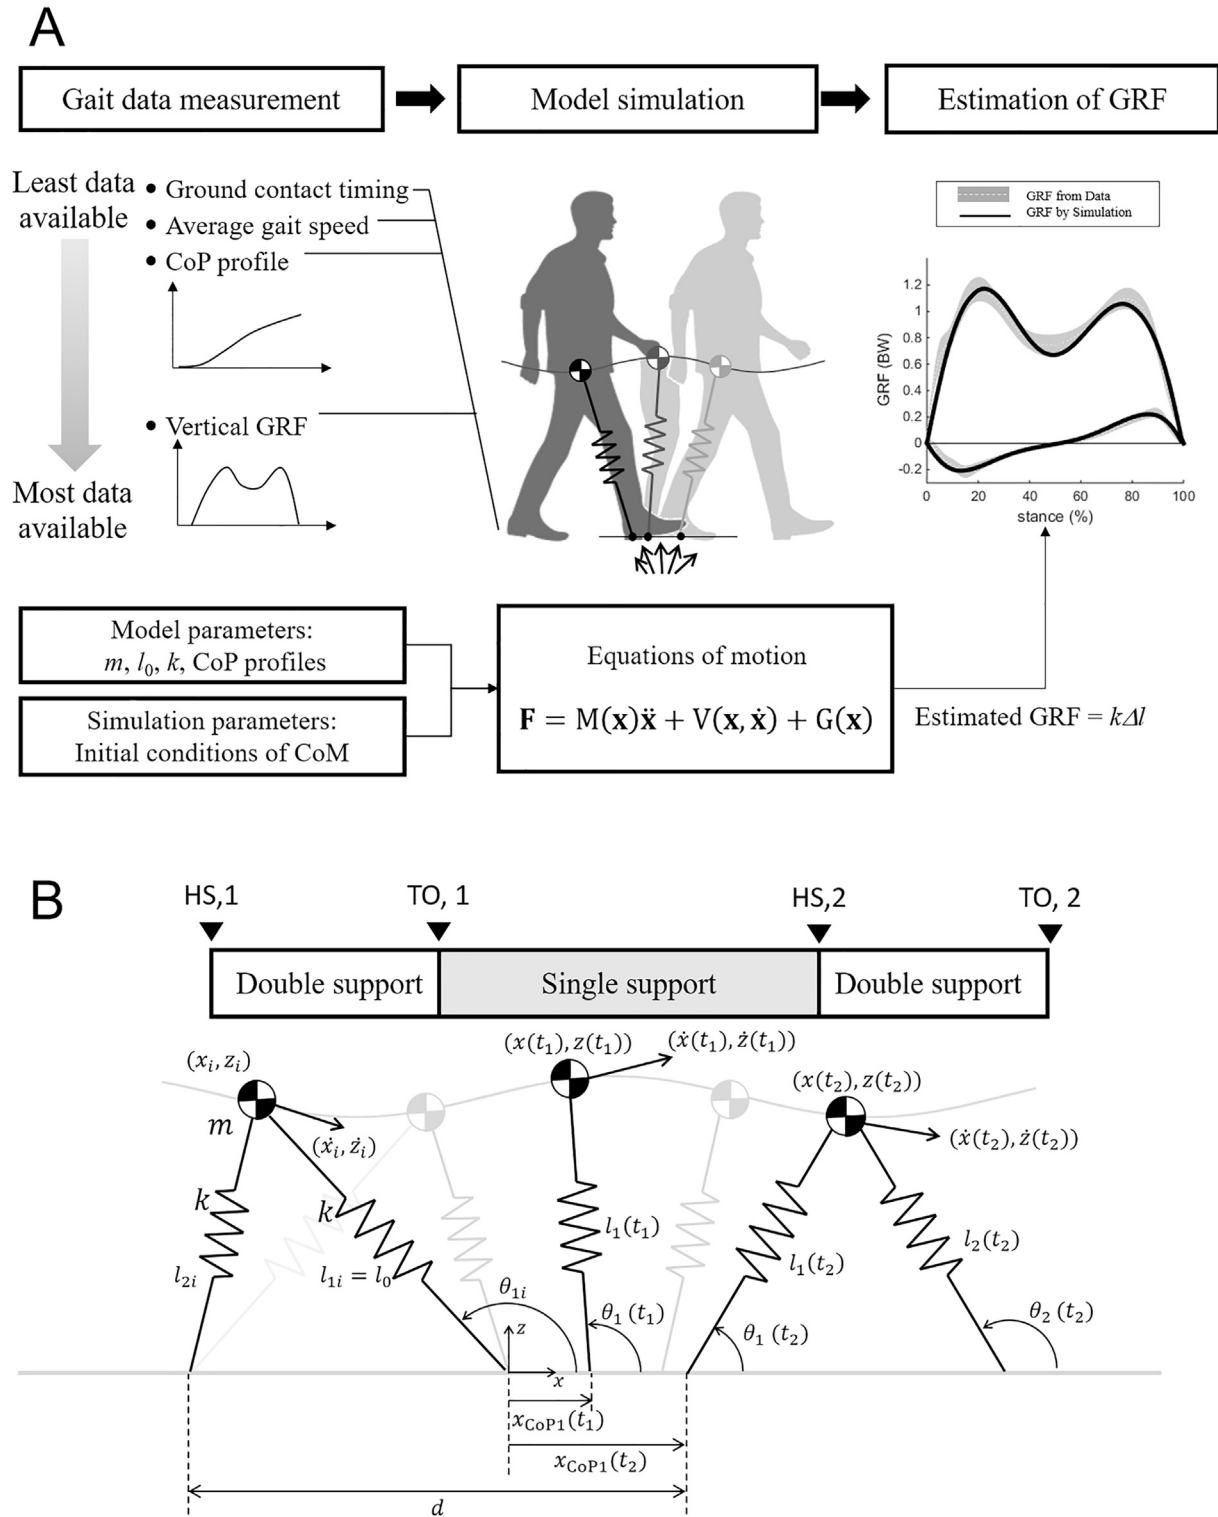 A
Gait data measurement
Model simulation
Estimation of GRF
Least data
available
Most data
available
• Ground contact timing
• Average gait speed
• CoP profile
• Vertical GRF
GRF from Data
GRF by Simulation
GRF (BW)
1.2
1
0.8
0.6
0.4
0.2
0
-0.2
0 20 40 60 80 100
stance (%)
Model parameters:
m, l₀, k, CoP profiles
Simulation parameters:
Initial conditions of CoM
Equations of motion
F = M(x)ẍ + V(x, ẋ) + G(x)
Estimated GRF = kΔl
B
HS,1
TO, 1
HS,2
TO, 2
Double support
Single support
Double support
(xᵢ, zᵢ)
(x(t₁), z(t₁))
(ẋ(t₁), ż(t₁))
(x(t₂), z(t₂))
m
(ẋᵢ, żᵢ)
(ẋ(t₂), ż(t₂))
k
k
l₁(t₁)
l₂(t₂)
l₁(t₂)
l₂ᵢ
l₁ᵢ = l₀
θ₁ᵢ
θ₁ (t₁)
θ₁ (t₂)
θ₂ (t₂)
z
x
x_CoP1(t₁)
x_CoP1(t₂)
d